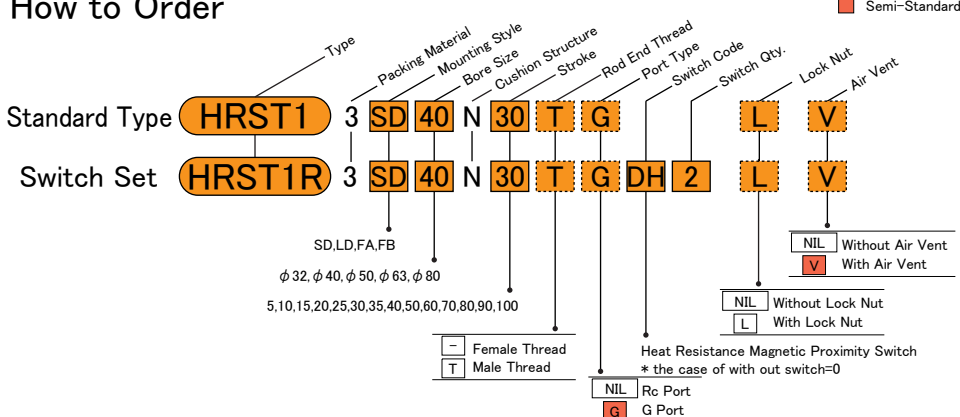 How to Order
Semi-Standard
Type
Packing Material
Mounting Style
Bore Size
Cushion Structure
Stroke
Rod End Thread
Port Type
Switch Code
Switch Qty.
Lock Nut
Air Vent
Standard Type HRST1 3 SD 40 N 30 T G L V
Switch Set HRST1R 3 SD 40 N 30 T G DH 2 L V
SD,LD,FA,FB
φ32,φ40,φ50,φ63,φ80
5,10,15,20,25,30,35,40,50,60,70,80,90,100
NIL Without Air Vent
V With Air Vent
NIL Without Lock Nut
L With Lock Nut
- Female Thread
T Male Thread
Heat Resistance Magnetic Proximity Switch
* the case of with out switch=0
NIL Rc Port
G G Port